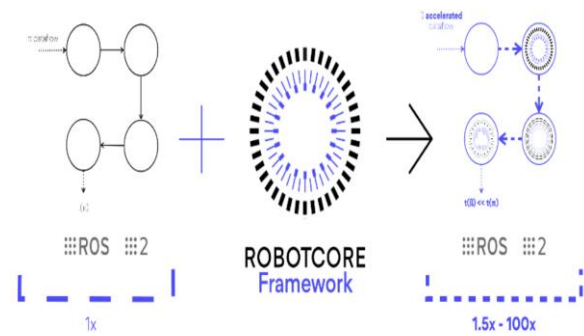 accelerated
ROBOTCORE
Framework
ROS 2
ROS 2
1x
1.5x - 100x